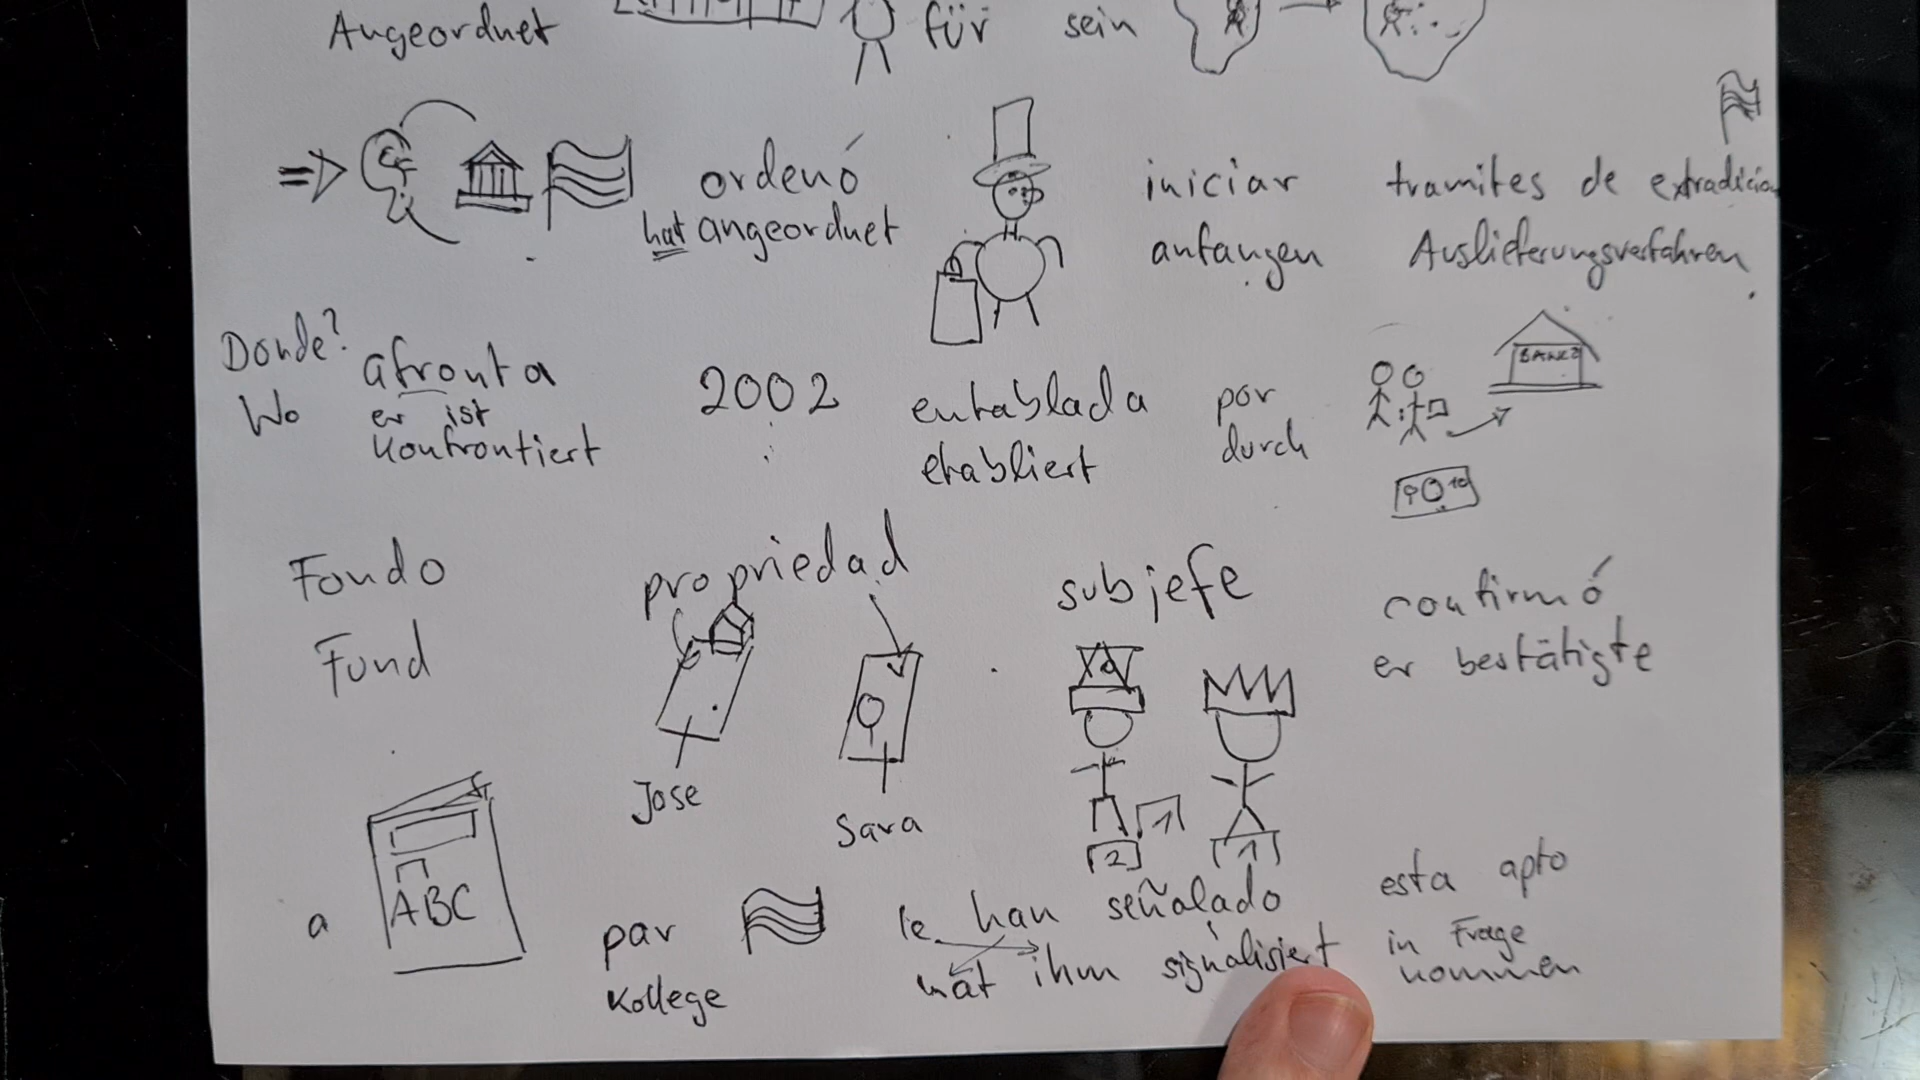 Angeordnet für sein
ordenó iniciar tramites de extradicion
hat angeordnet anfangen Auslieferungsverfahren
Donde? afronta 2002 entablada por
Wo er ist konfrontiert etabliert durch
BANK
10
Fondo propriedad subjefe confirmó
Fund er bestätigte
Jose Sara
2 1 1
a ABC par le han señalado esta apto
Kollege hat ihm signalisiert in Frage
kommen